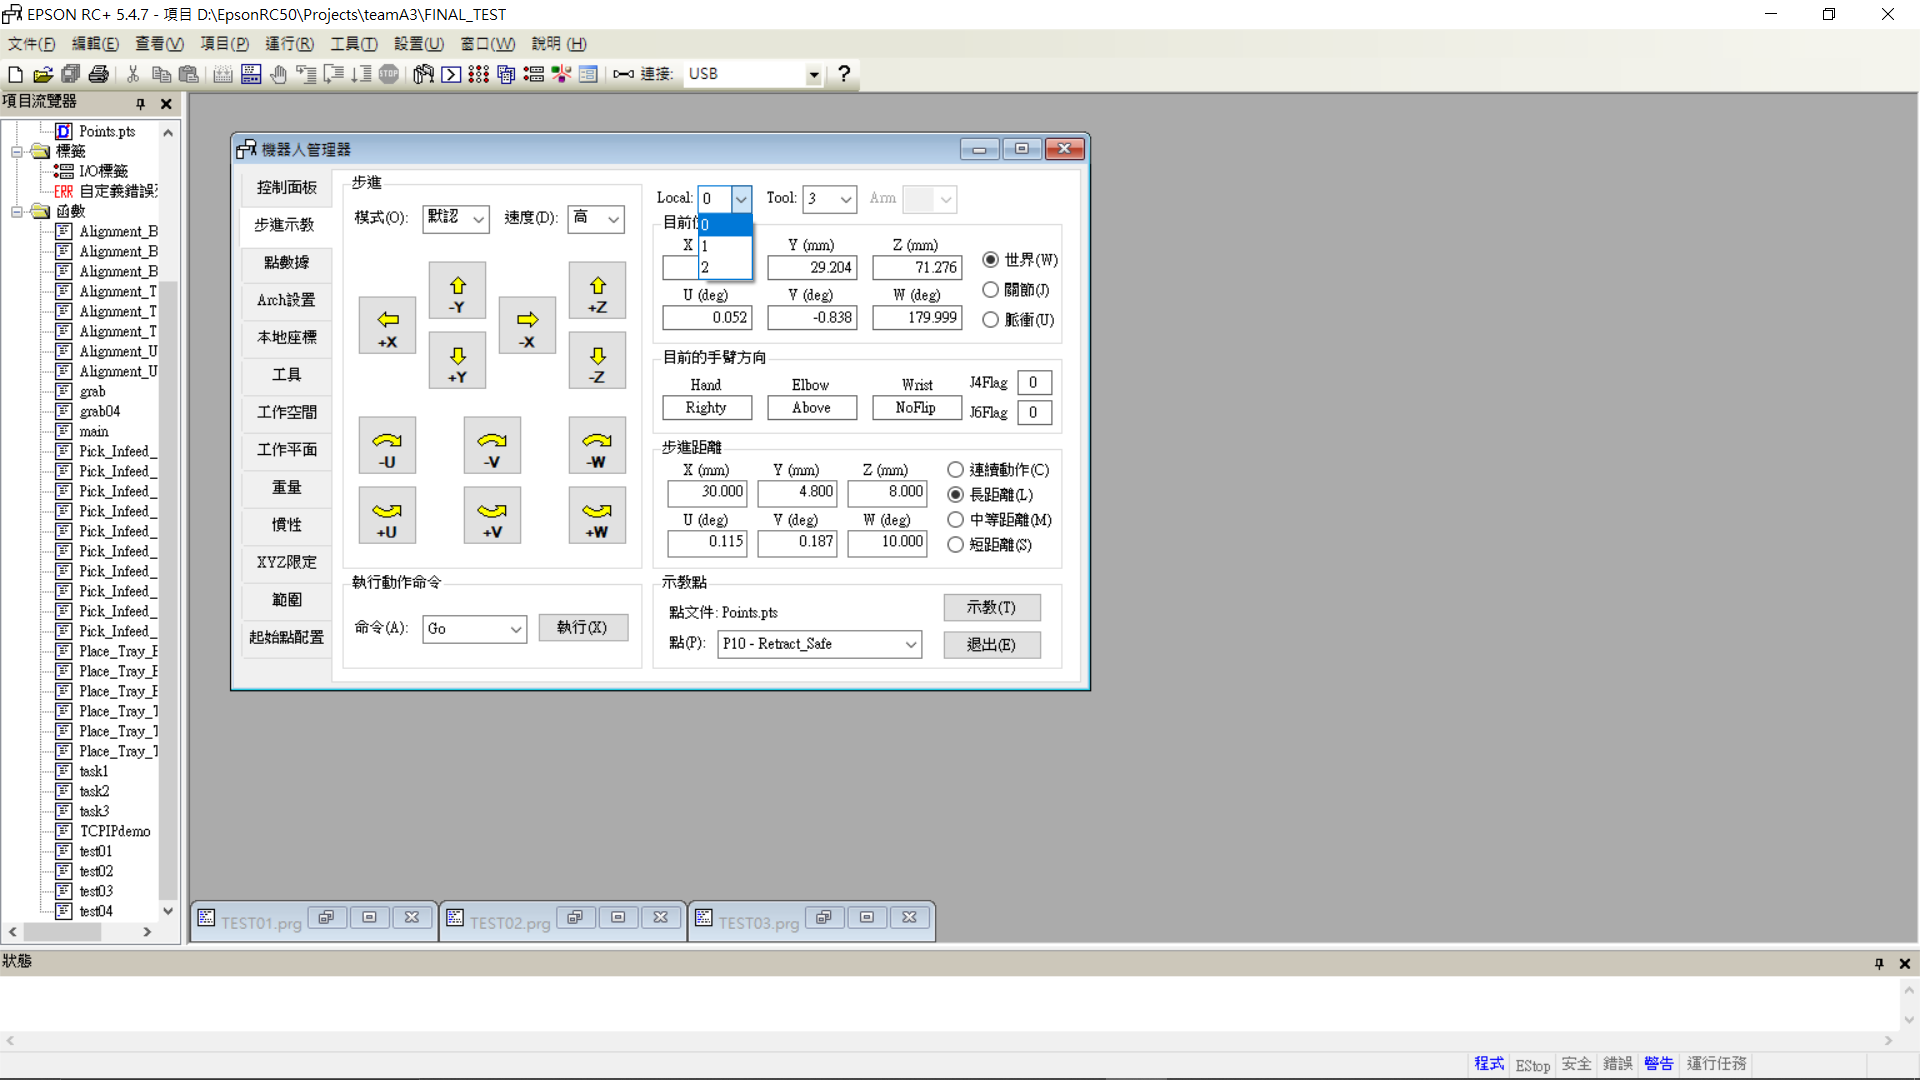 EPSON RC+ 5.4.7 - 項目 D:\EpsonRC50\Projects\teamA3\FINAL_TEST
文件(F) 編輯(E) 查看(V) 項目(P) 運行(R) 工具(T) 設置(U) 窗口(W) 說明 (H)
STOP 連接: USB ?
項目流覽器
Points.pts
標籤
I/O標籤
ERR 自定義錯誤
函數
Alignment_B
Alignment_B
Alignment_B
Alignment_T
Alignment_T
Alignment_T
Alignment_U
Alignment_U
grab
grab04
main
Pick_Infeed_
Pick_Infeed_
Pick_Infeed_
Pick_Infeed_
Pick_Infeed_
Pick_Infeed_
Pick_Infeed_
Pick_Infeed_
Pick_Infeed_
Pick_Infeed_
Place_Tray_
Place_Tray_
Place_Tray_
Place_Tray_
Place_Tray_
Place_Tray_
task1
task2
task3
TCPIPdemo
test01
test02
test03
test04
機器人管理器
控制面板
步進示教
點數據
Arch設置
本地座標
工具
工作空間
工作平面
重量
慣性
XYZ限定
範圍
起始點配置
步進
模式(O): 默認 速度(D): 高
-Y +Z
+X -X
+Y -Z
-U -V -W
+U +V +W
執行動作命令
命令(A): Go 執行(X)
Local: 0 Tool: 3 Arm
0
1
2
目前
X Y (mm) Z (mm)
29.204 71.276
U (deg) V (deg) W (deg)
0.052 -0.838 179.999
世界(W)
關節(J)
脈衝(U)
目前的手臂方向
Hand Elbow Wrist J4Flag 0
Righty Above NoFlip J6Flag 0
步進距離
X (mm) Y (mm) Z (mm)
30.000 4.800 8.000
U (deg) V (deg) W (deg)
0.115 0.187 10.000
連續動作(C)
長距離(L)
中等距離(M)
短距離(S)
示教點
點文件: Points.pts 示教(T)
點(P): P10 - Retract_Safe 退出(E)
TEST01.prg TEST02.prg TEST03.prg
狀態
程式 EStop 安全 錯誤 警告 運行任務